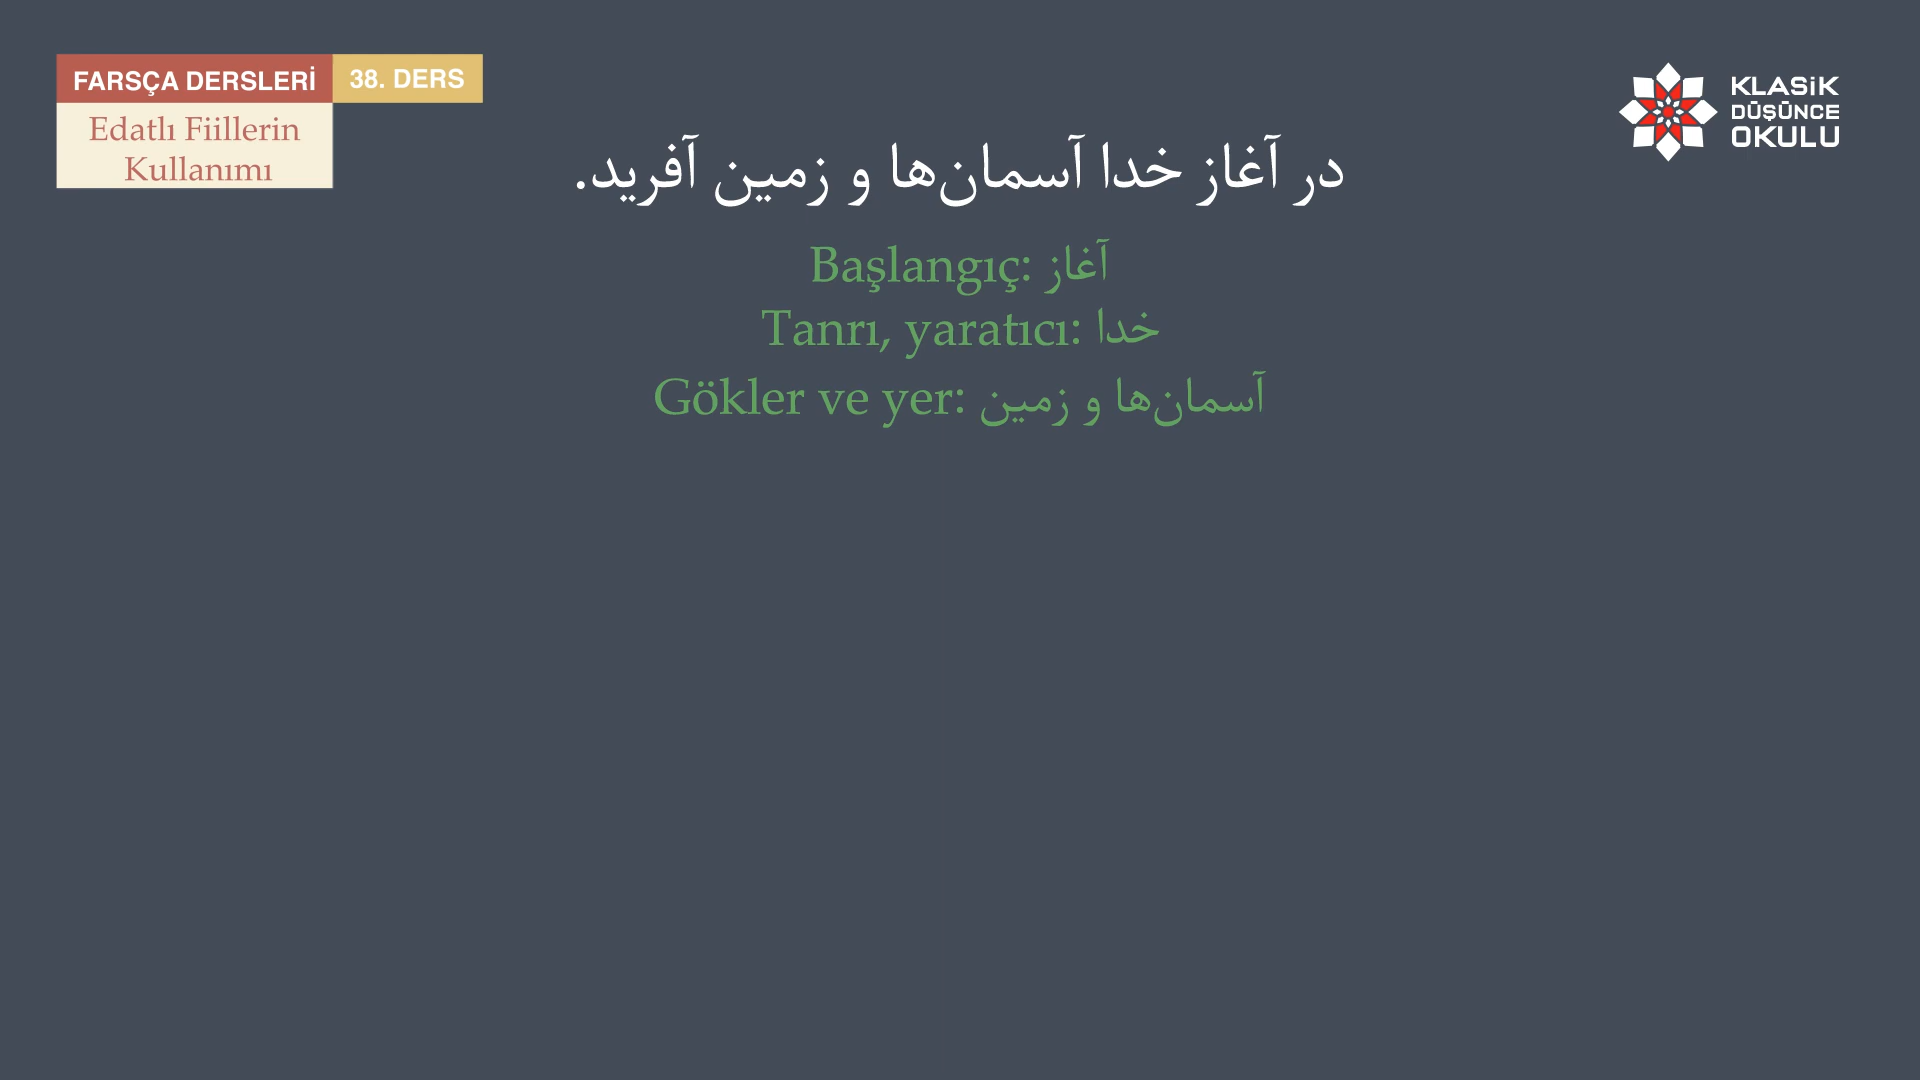 FARSÇA DERSLERİ
38. DERS
Edatlı Fiillerin
Kullanımı
KLASiK
DÜŞÜNCE
OKULU
در آغاز خدا آسمان‌ها و زمین آفرید.
Başlangıç: آغاز
Tanrı, yaratıcı: خدا
Gökler ve yer: آسمان‌ها و زمین